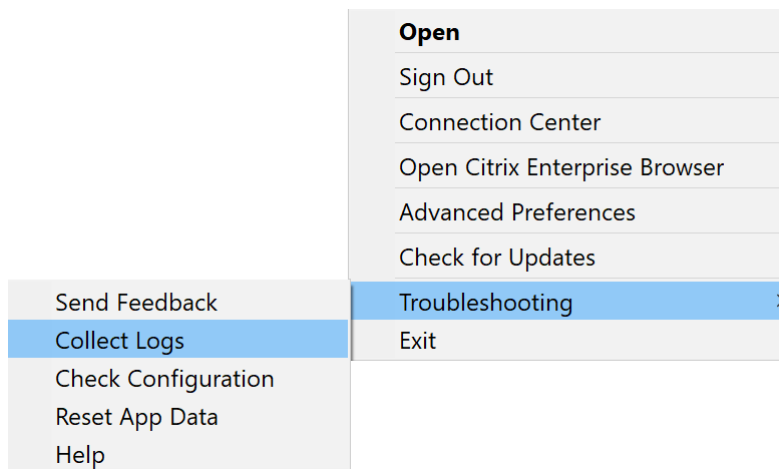 Open
Sign Out
Connection Center
Open Citrix Enterprise Browser
Advanced Preferences
Check for Updates
Troubleshooting
Exit
Send Feedback
Collect Logs
Check Configuration
Reset App Data
Help